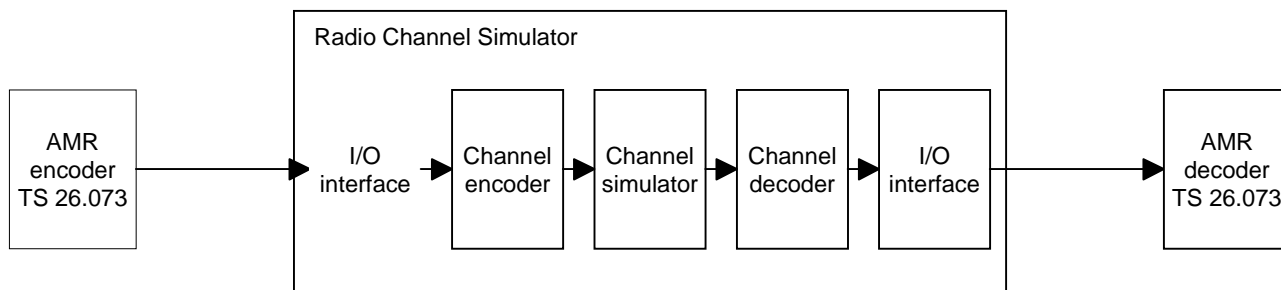 Radio Channel Simulator
AMR
encoder
TS 26.073
I/O
interface
Channel
encoder
Channel
simulator
Channel
decoder
I/O
interface
AMR
decoder
TS 26.073